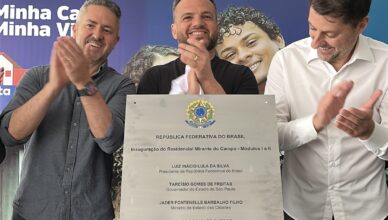 Minha Ca
Minha Vi
REPÚBLICA FEDERATIVA DO BRASIL
Inauguração do Residencial Mirante do Campo - Módulos I e II
LUIZ INÁCIO LULA DA SILVA
Presidente da República Federativa do Brasil
TARCÍSIO GOMES DE FREITAS
Governador do Estado de São Paulo
JADER FONTENELLE BARBALHO FILHO
Ministro de Estado das Cidades